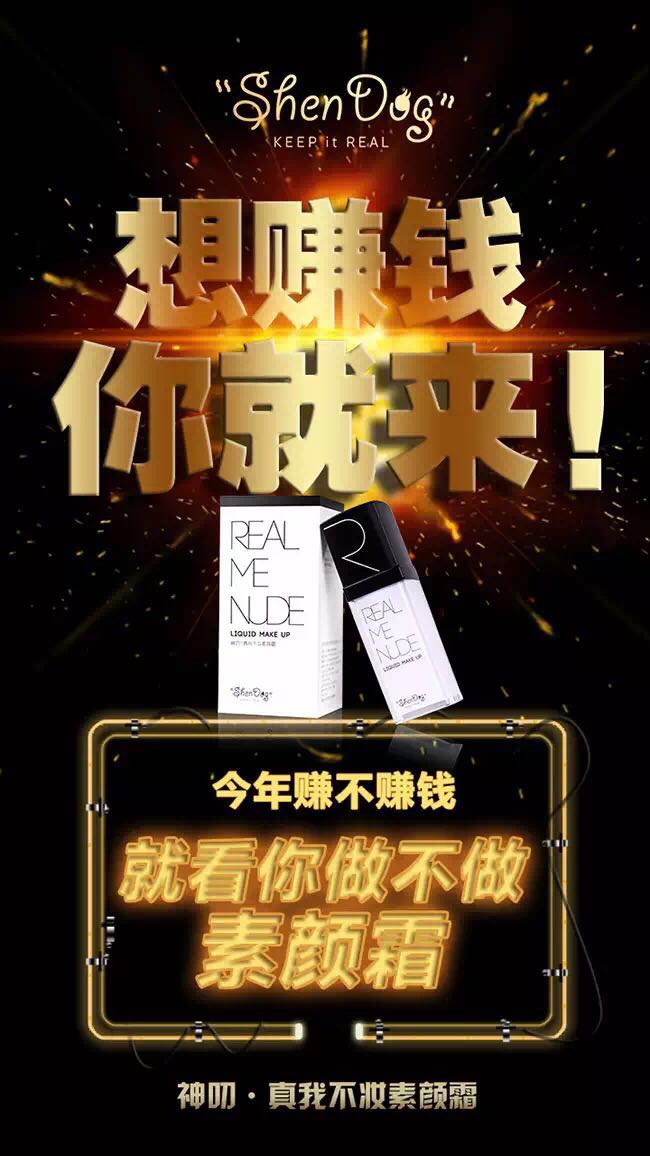 "ShenDog"
KEEP it REAL
想赚钱
你就来!
REAL
ME
NUDE
LIQUID MAKE UP
"ShenDog"
R
REAL
ME
NUDE
LIQUID MAKE UP
"ShenDog"
今年赚不赚钱
就看你做不做
素颜霜
神叨·真我不妆素颜霜